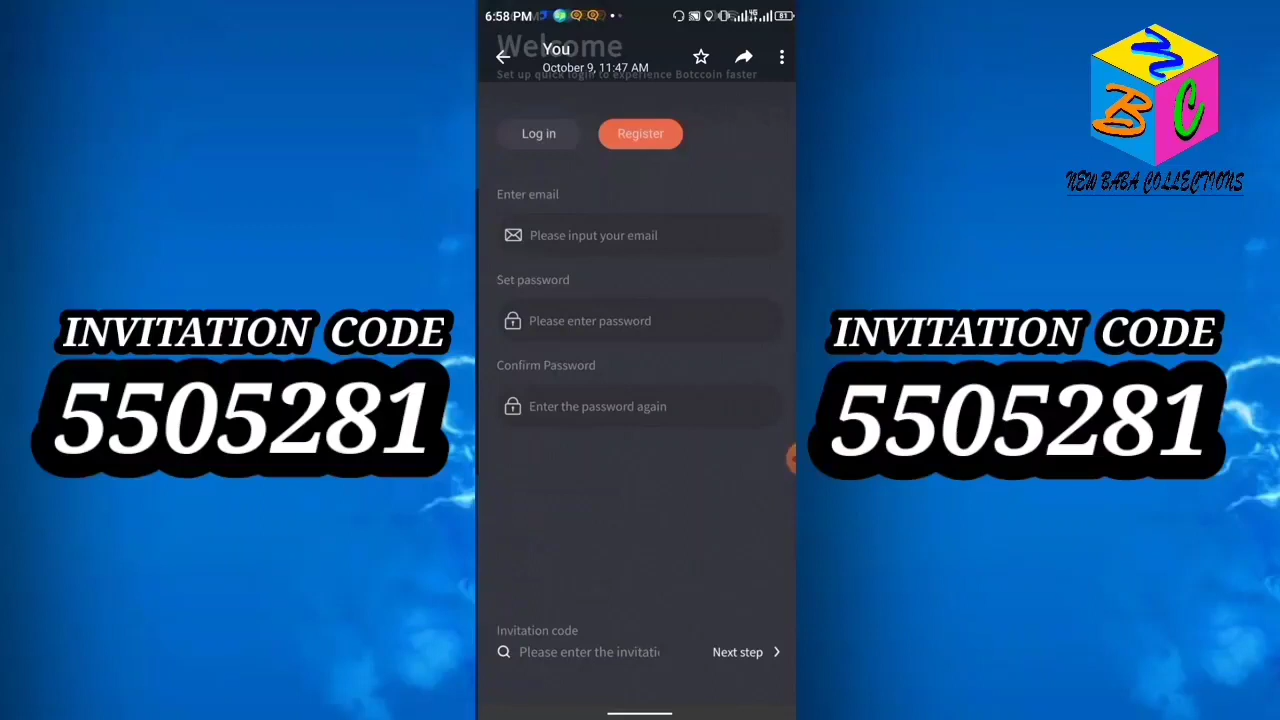 6:58 PM
81
Welcome
You
October 9, 11:47 AM
Set up quick login to experience Botccoin faster
Log in
Register
Enter email
Please input your email
Set password
Please enter password
Confirm Password
Enter the password again
Invitation code
Please enter the invitati
Next step
INVITATION CODE
5505281
INVITATION CODE
5505281
N
B
C
NEW BABA COLLECTIONS